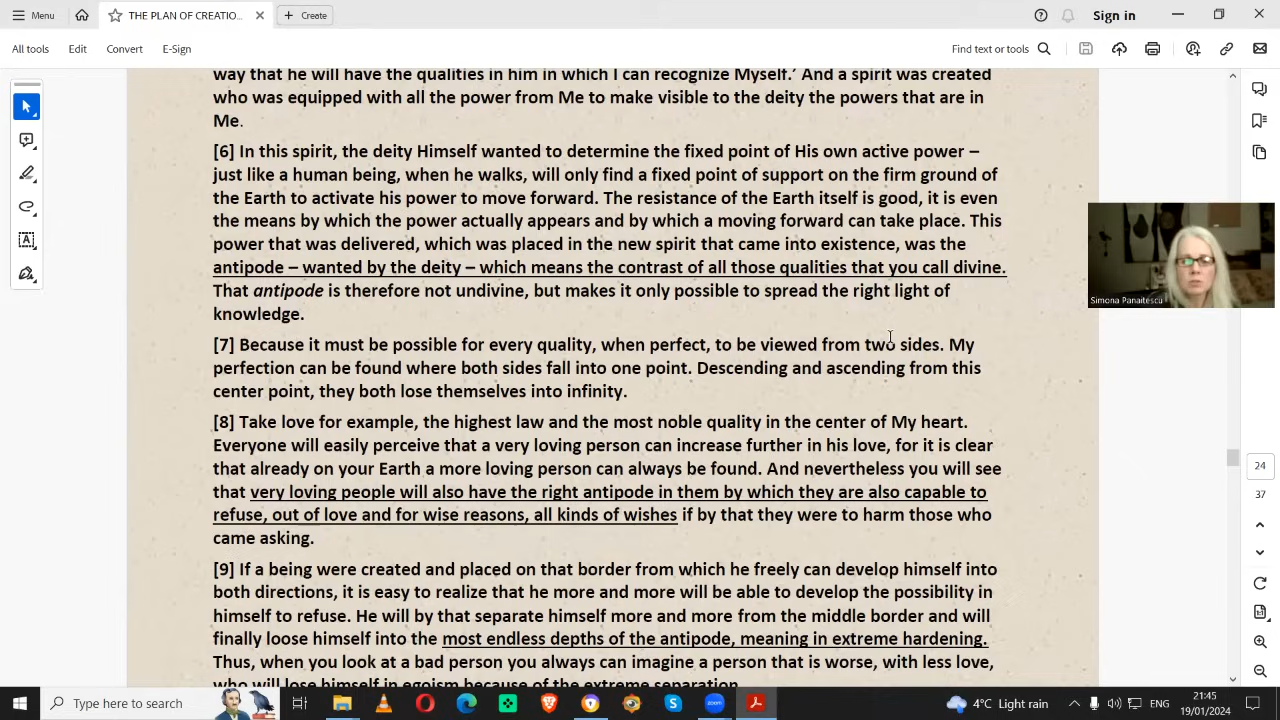 Menu
THE PLAN OF CREATIO...
Create
Sign in
All tools
Edit
Convert
E-Sign
Find text or tools
way that he will have the qualities in him in which I can recognize Myself.' And a spirit was created
who was equipped with all the power from Me to make visible to the deity the powers that are in
Me.
[6] In this spirit, the deity Himself wanted to determine the fixed point of His own active power –
just like a human being, when he walks, will only find a fixed point of support on the firm ground of
the Earth to activate his power to move forward. The resistance of the Earth itself is good, it is even
the means by which the power actually appears and by which a moving forward can take place. This
power that was delivered, which was placed in the new spirit that came into existence, was the
antipode – wanted by the deity – which means the contrast of all those qualities that you call divine.
That antipode is therefore not undivine, but makes it only possible to spread the right light of
knowledge.
[7] Because it must be possible for every quality, when perfect, to be viewed from two sides. My
perfection can be found where both sides fall into one point. Descending and ascending from this
center point, they both lose themselves into infinity.
[8] Take love for example, the highest law and the most noble quality in the center of My heart.
Everyone will easily perceive that a very loving person can increase further in his love, for it is clear
that already on your Earth a more loving person can always be found. And nevertheless you will see
that very loving people will also have the right antipode in them by which they are also capable to
refuse, out of love and for wise reasons, all kinds of wishes if by that they were to harm those who
came asking.
[9] If a being were created and placed on that border from which he freely can develop himself into
both directions, it is easy to realize that he more and more will be able to develop the possibility in
himself to refuse. He will by that separate himself more and more from the middle border and will
finally loose himself into the most endless depths of the antipode, meaning in extreme hardening.
Thus, when you look at a bad person you always can imagine a person that is worse, with less love,
who will lose himself in egoism because of the extreme separation.
Simona Panaitescu
24
37
Type here to search
zoom
4°C Light rain
ENG
21:45
19/01/2024